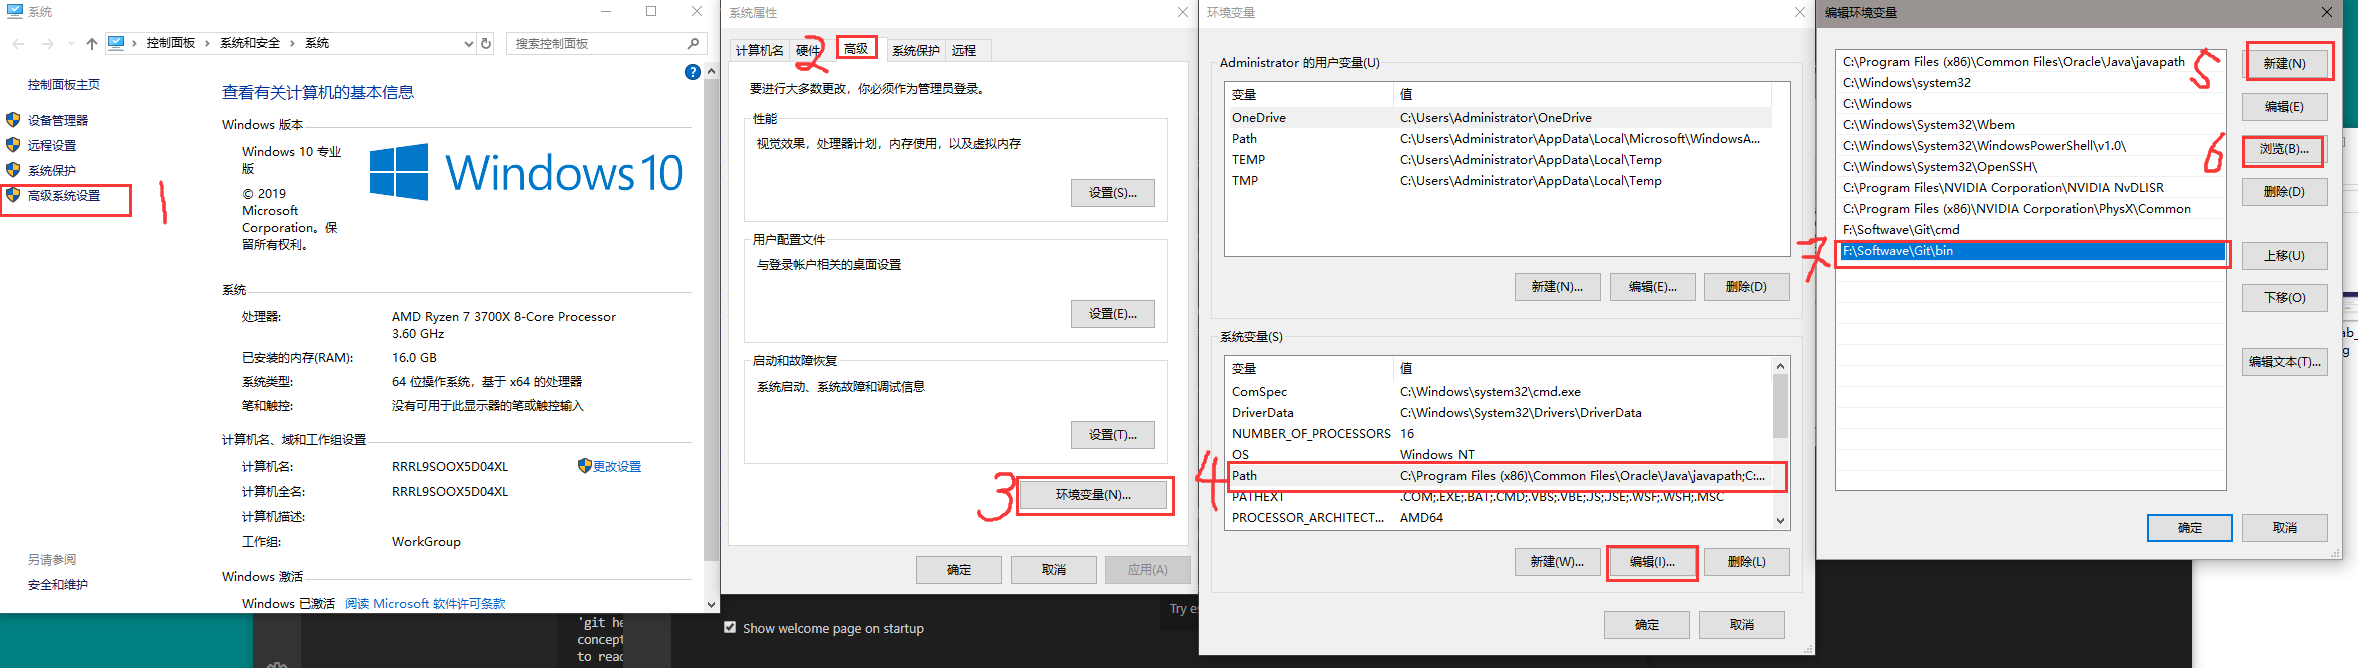 系统
控制面板 › 系统和安全 › 系统
搜索控制面板
控制面板主页
设备管理器
远程设置
系统保护
高级系统设置
1
另请参阅
安全和维护
查看有关计算机的基本信息
Windows 版本
Windows 10 专业
版
© 2019
Microsoft
Corporation。保
留所有权利。
Windows 10
系统
处理器: AMD Ryzen 7 3700X 8-Core Processor
3.60 GHz
已安装的内存(RAM): 16.0 GB
系统类型: 64 位操作系统，基于 x64 的处理器
笔和触控: 没有可用于此显示器的笔或触控输入
计算机名、域和工作组设置
计算机名: RRRL9SOOX5D04XL
更改设置
计算机全名: RRRL9SOOX5D04XL
计算机描述:
工作组: WorkGroup
Windows 激活
Windows 已激活 阅读 Microsoft 软件许可条款
系统属性
计算机名 硬件 2 高级 系统保护 远程
要进行大多数更改，你必须作为管理员登录。
性能
视觉效果，处理器计划，内存使用，以及虚拟内存
设置(S)...
用户配置文件
与登录帐户相关的桌面设置
设置(E)...
启动和故障恢复
系统启动、系统故障和调试信息
设置(T)...
3 环境变量(N)...
确定 取消 应用(A)
环境变量
Administrator 的用户变量(U)
变量 值
OneDrive C:\Users\Administrator\OneDrive
Path C:\Users\Administrator\AppData\Local\Microsoft\WindowsA...
TEMP C:\Users\Administrator\AppData\Local\Temp
TMP C:\Users\Administrator\AppData\Local\Temp
新建(N)... 编辑(E)... 删除(D)
系统变量(S)
变量 值
ComSpec C:\Windows\system32\cmd.exe
DriverData C:\Windows\System32\Drivers\DriverData
NUMBER_OF_PROCESSORS 16
OS Windows_NT
4 Path C:\Program Files (x86)\Common Files\Oracle\Java\javapath;C:...
PATHEXT .COM;.EXE;.BAT;.CMD;.VBS;.VBE;.JS;.JSE;.WSF;.WSH;.MSC
PROCESSOR_ARCHITECT... AMD64
新建(W)... 编辑(I)... 删除(L)
确定 取消
编辑环境变量
C:\Program Files (x86)\Common Files\Oracle\Java\javapath
C:\Windows\system32
C:\Windows
C:\Windows\System32\Wbem
C:\Windows\System32\WindowsPowerShell\v1.0\
C:\Windows\System32\OpenSSH\
C:\Program Files\NVIDIA Corporation\NVIDIA NvDLISR
C:\Program Files (x86)\NVIDIA Corporation\PhysX\Common
F:\Softwave\Git\cmd
7 F:\Softwave\Git\bin
5 新建(N)
编辑(E)
6 浏览(B)...
删除(D)
上移(U)
下移(O)
编辑文本(T)...
确定 取消
'git he
concept
to read
Show welcome page on startup
Try es
ab_
g